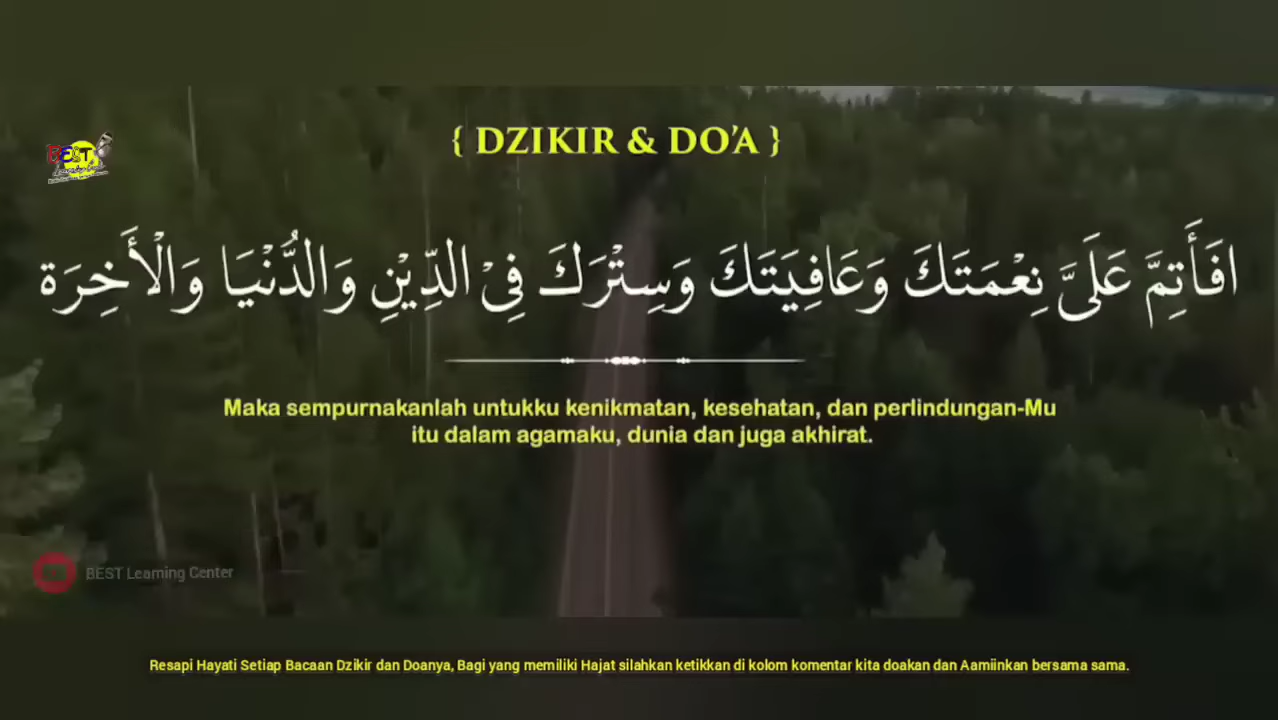 { DZIKIR & DO’A }
BEST
افَأَتِمَّ عَلَىَّ نِعْمَتَكَ وَعَافِيَتَكَ وَسِتْرَكَ فِىْ الدِّيْنِ وَالدُّنْيَا وَالْأَخِرَة
Maka sempurnakanlah untukku kenikmatan, kesehatan, dan perlindungan-Mu
itu dalam agamaku, dunia dan juga akhirat.
BEST Learning Center
Resapi Hayati Setiap Bacaan Dzikir dan Doanya, Bagi yang memiliki Hajat silahkan ketikkan di kolom komentar kita doakan dan Aamiinkan bersama sama.